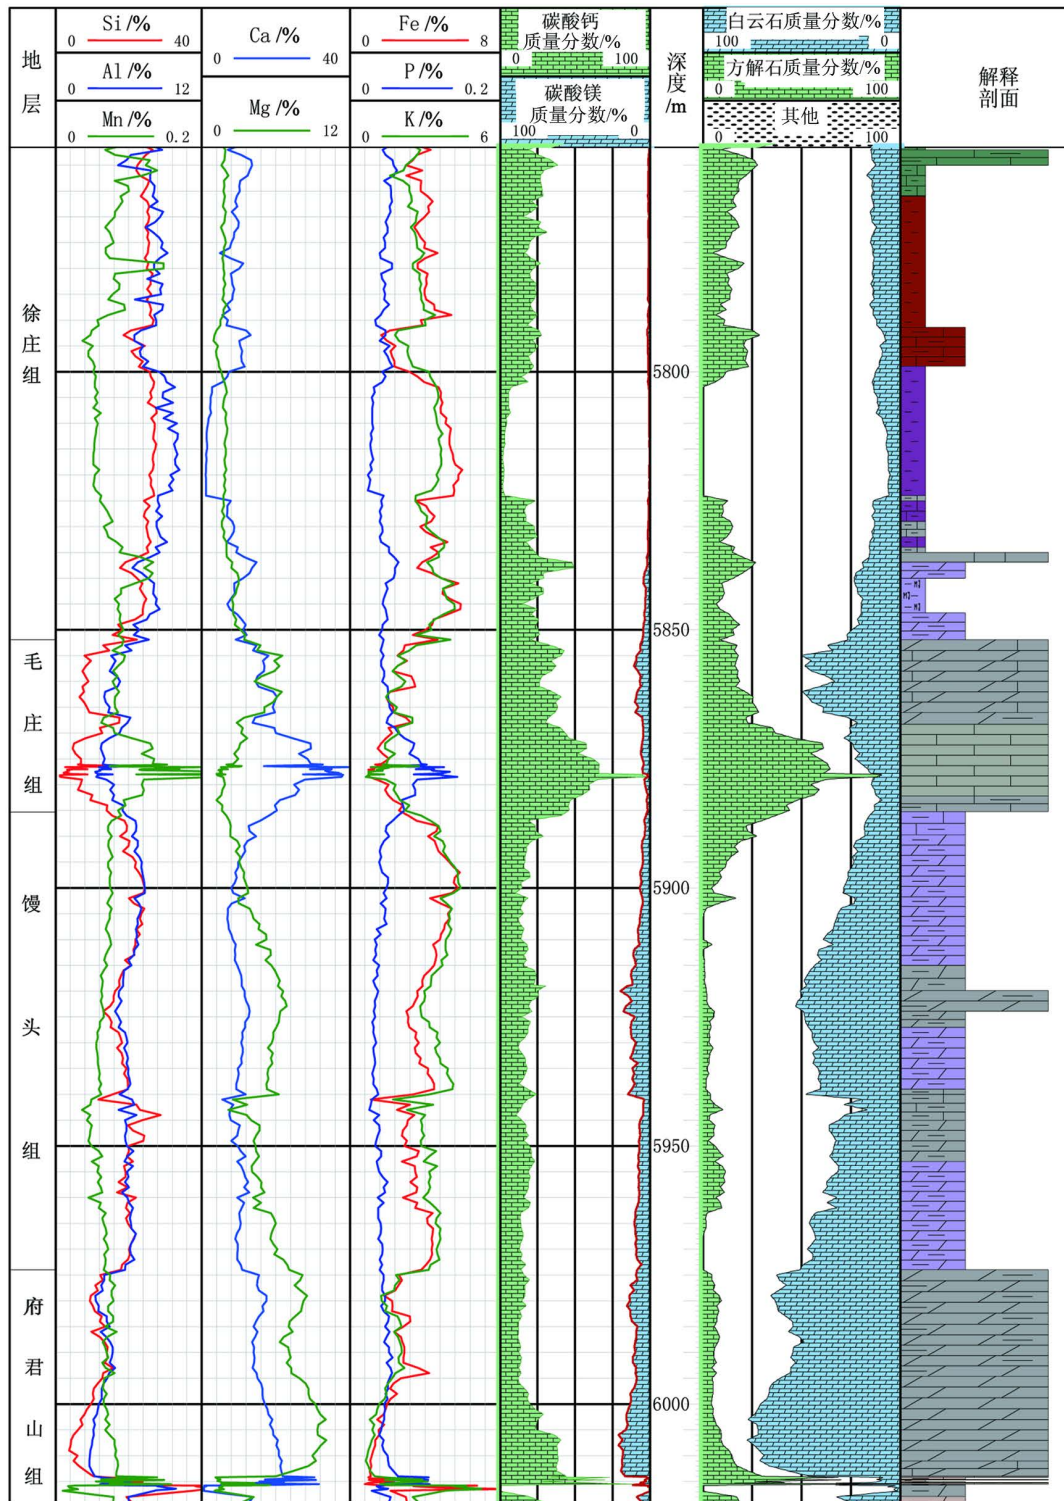 地层
Si/%
0 40
Al/%
0 12
Mn/%
0 0.2
Ca/%
0 40
Mg/%
0 12
Fe/%
0 8
P/%
0 0.2
K/%
0 6
碳酸钙
质量分数/%
0 100
碳酸镁
质量分数/%
100 0
深度/m
白云石质量分数/%
100 0
方解石质量分数/%
0 100
其他
0 100
解释
剖面
徐庄组
毛庄组
馒头组
府君山组
5800
5850
5900
5950
6000